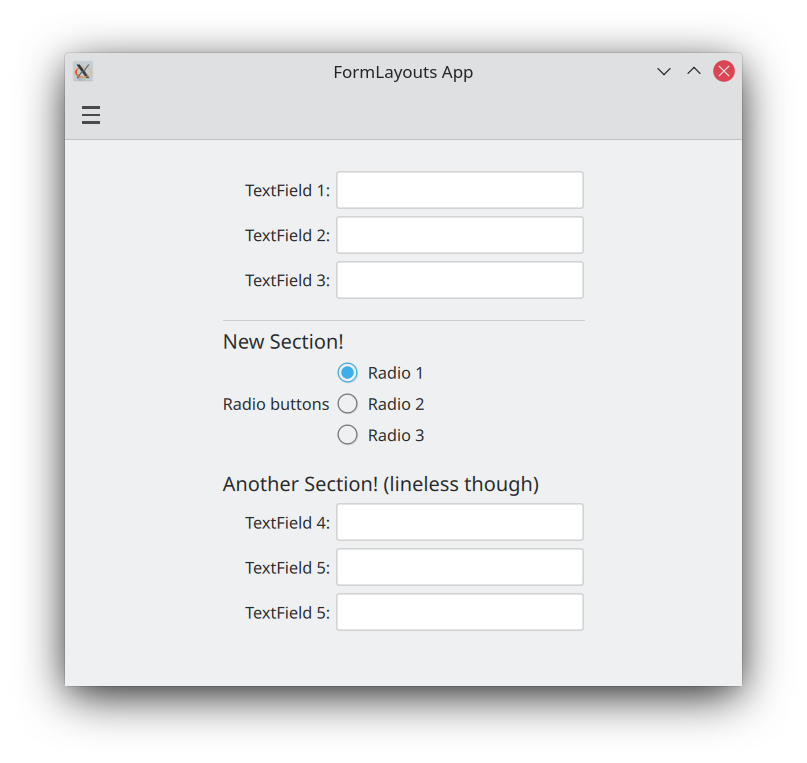 FormLayouts App
TextField 1:
TextField 2:
TextField 3:
New Section!
Radio 1
Radio buttons Radio 2
Radio 3
Another Section! (lineless though)
TextField 4:
TextField 5:
TextField 5: